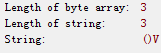 Length of byte array: 3
Length of string: 3
String: ()V